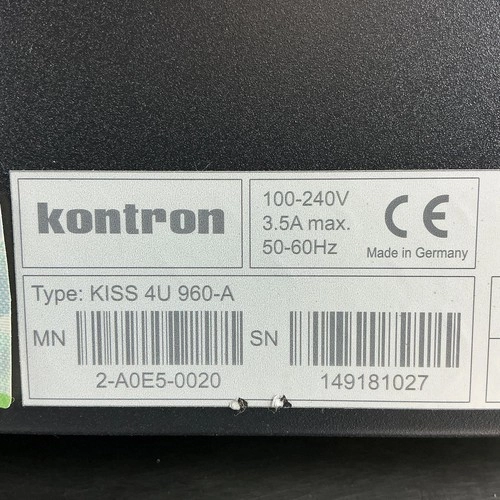 kontron
100-240V
3.5A max.
50-60Hz
CE
Made in Germany
Type: KISS 4U 960-A
MN
2-A0E5-0020
SN
149181027